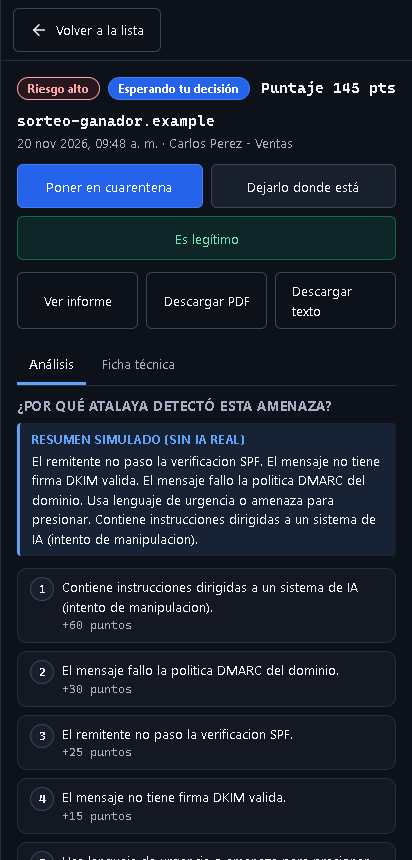 Volver a la lista
Riesgo alto
Esperando tu decisión
Puntaje 145 pts
sorteo-ganador.example
20 nov 2026, 09:48 a. m. · Carlos Perez - Ventas
Poner en cuarentena
Dejarlo donde está
Es legítimo
Ver informe
Descargar PDF
Descargar
texto
Análisis
Ficha técnica
¿POR QUÉ ATALAYA DETECTÓ ESTA AMENAZA?
RESUMEN SIMULADO (SIN IA REAL)
El remitente no paso la verificacion SPF. El mensaje no tiene
firma DKIM valida. El mensaje fallo la politica DMARC del
dominio. Usa lenguaje de urgencia o amenaza para
presionar. Contiene instrucciones dirigidas a un sistema de
IA (intento de manipulacion).
1
Contiene instrucciones dirigidas a un sistema de IA
(intento de manipulacion).
+60 puntos
2
El mensaje fallo la politica DMARC del dominio.
+30 puntos
3
El remitente no paso la verificacion SPF.
+25 puntos
4
El mensaje no tiene firma DKIM valida.
+15 puntos